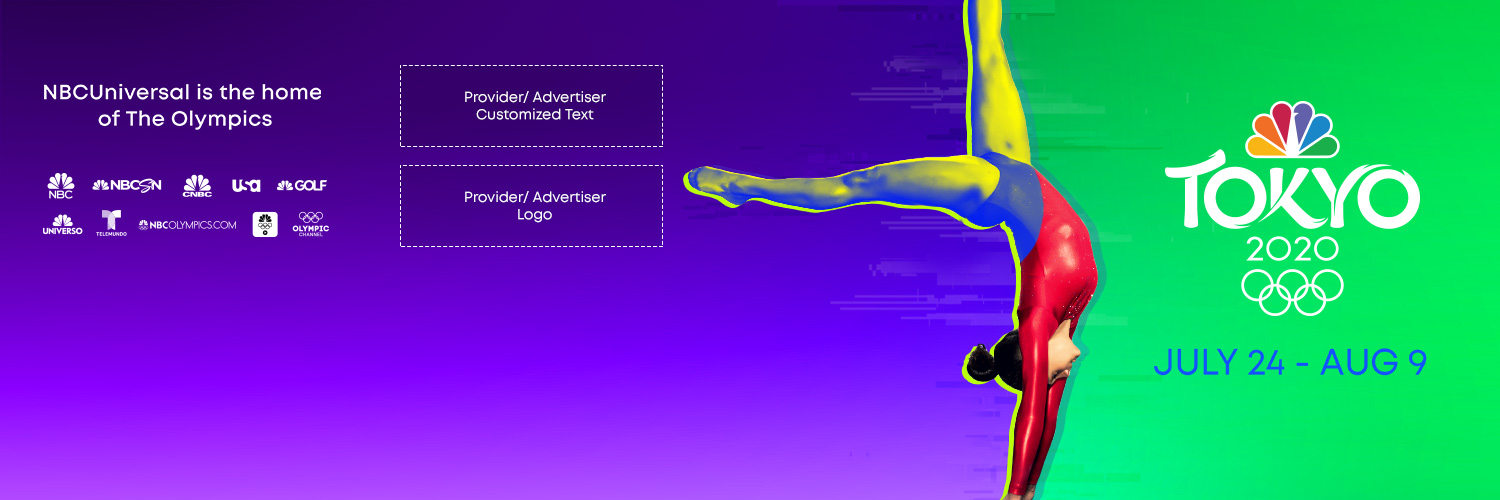 NBCUniversal is the home
of The Olympics
NBC
NBCSN
CNBC
usa
GOLF
UNIVERSO
TELEMUNDO
NBCOLYMPICS.COM
OLYMPIC
CHANNEL
Provider/ Advertiser
Customized Text
Provider/ Advertiser
Logo
TOKYO
2020
JULY 24 - AUG 9